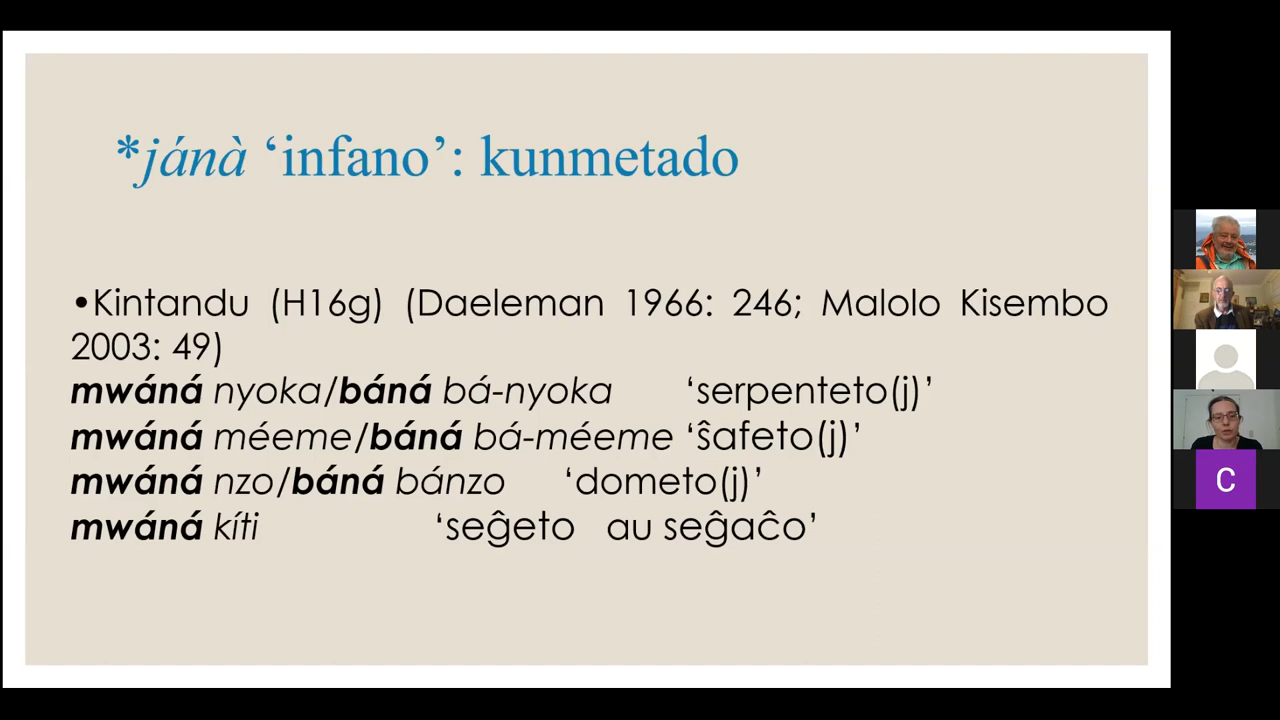 *jánà ‘infano’: kunmetado
•Kintandu (H16g) (Daeleman 1966: 246; Malolo Kisembo
2003: 49)
mwáná nyoka/báná bá-nyoka ‘serpenteto(j)’
mwáná méeme/báná bá-méeme ‘ŝafeto(j)’
mwáná nzo/báná bánzo ‘dometo(j)’
mwáná kíti ‘seĝeto au seĝaĉo’
C